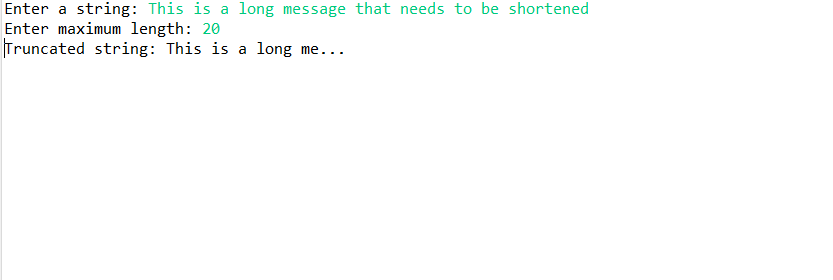 Enter a string: This is a long message that needs to be shortened
Enter maximum length: 20
Truncated string: This is a long me...